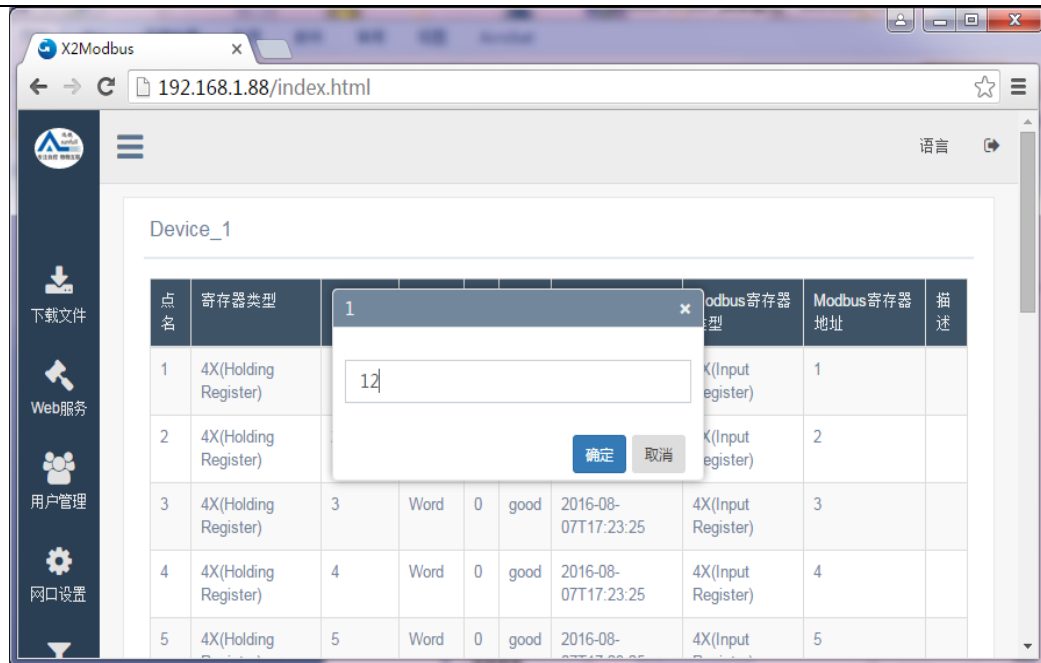 X2Modbus
192.168.1.88/index.html
语言
下载文件
Web服务
用户管理
网口设置
Device_1
点名 寄存器类型 odbus寄存器 型 Modbus寄存器地址 描述
1
12
确定 取消
1 4X(Holding Register) X(Input egister) 1
2 4X(Holding Register) X(Input egister) 2
3 4X(Holding Register) 3 Word 0 good 2016-08-07T17:23:25 4X(Input Register) 3
4 4X(Holding Register) 4 Word 0 good 2016-08-07T17:23:25 4X(Input Register) 4
5 4X(Holding 5 Word 0 good 2016-08- 4X(Input 5